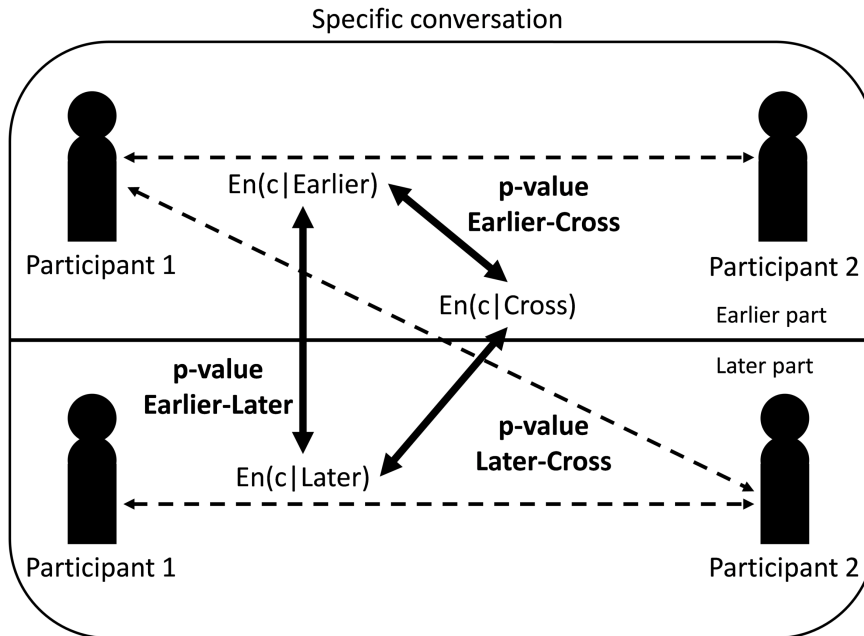 Specific conversation
En(c|Earlier)
p-value
Earlier-Cross
Participant 1
Participant 2
En(c|Cross)
Earlier part
Later part
p-value
Earlier-Later
p-value
Later-Cross
En(c|Later)
Participant 1
Participant 2